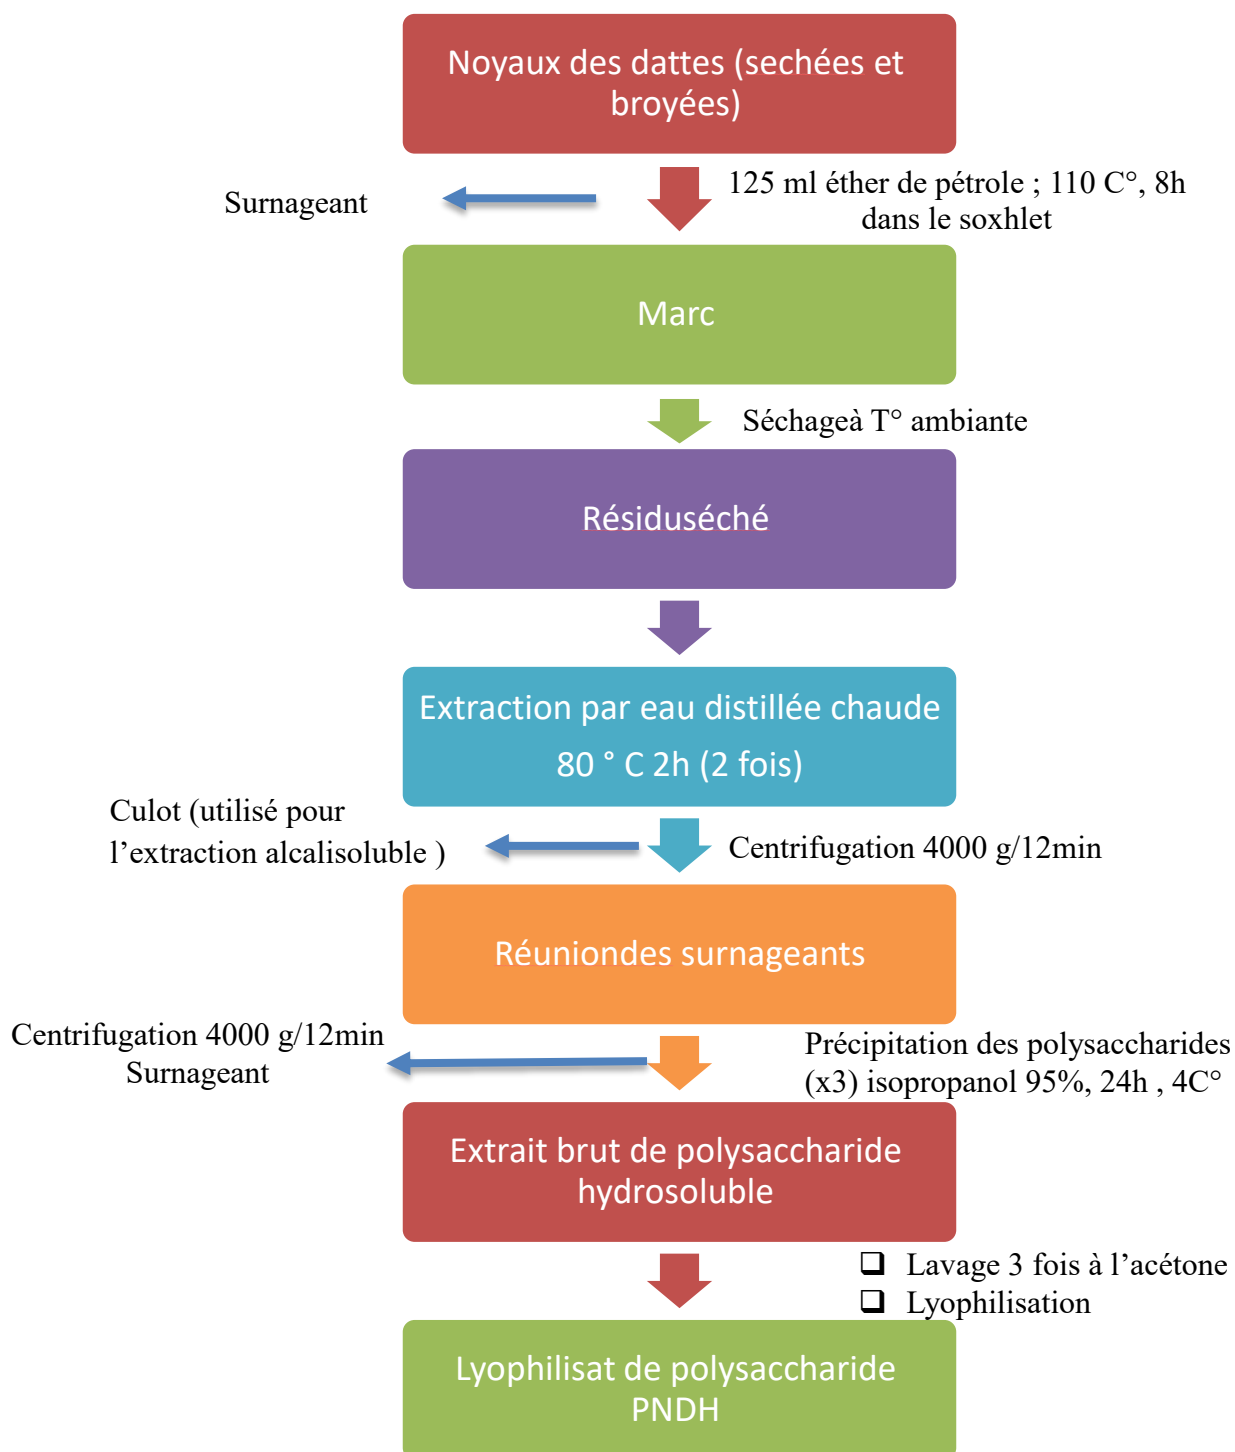 Noyaux des dattes (sechées et
broyées)
Surnageant
125 ml éther de pétrole ; 110 C°, 8h
dans le soxhlet
Marc
Séchageà T° ambiante
Résiduséché
Extraction par eau distillée chaude
80 ° C 2h (2 fois)
Culot (utilisé pour
l’extraction alcalisoluble )
Centrifugation 4000 g/12min
Réuniondes surnageants
Centrifugation 4000 g/12min
Surnageant
Précipitation des polysaccharides
(x3) isopropanol 95%, 24h , 4C°
Extrait brut de polysaccharide
hydrosoluble
❑ Lavage 3 fois à l’acétone
❑ Lyophilisation
Lyophilisat de polysaccharide
PNDH